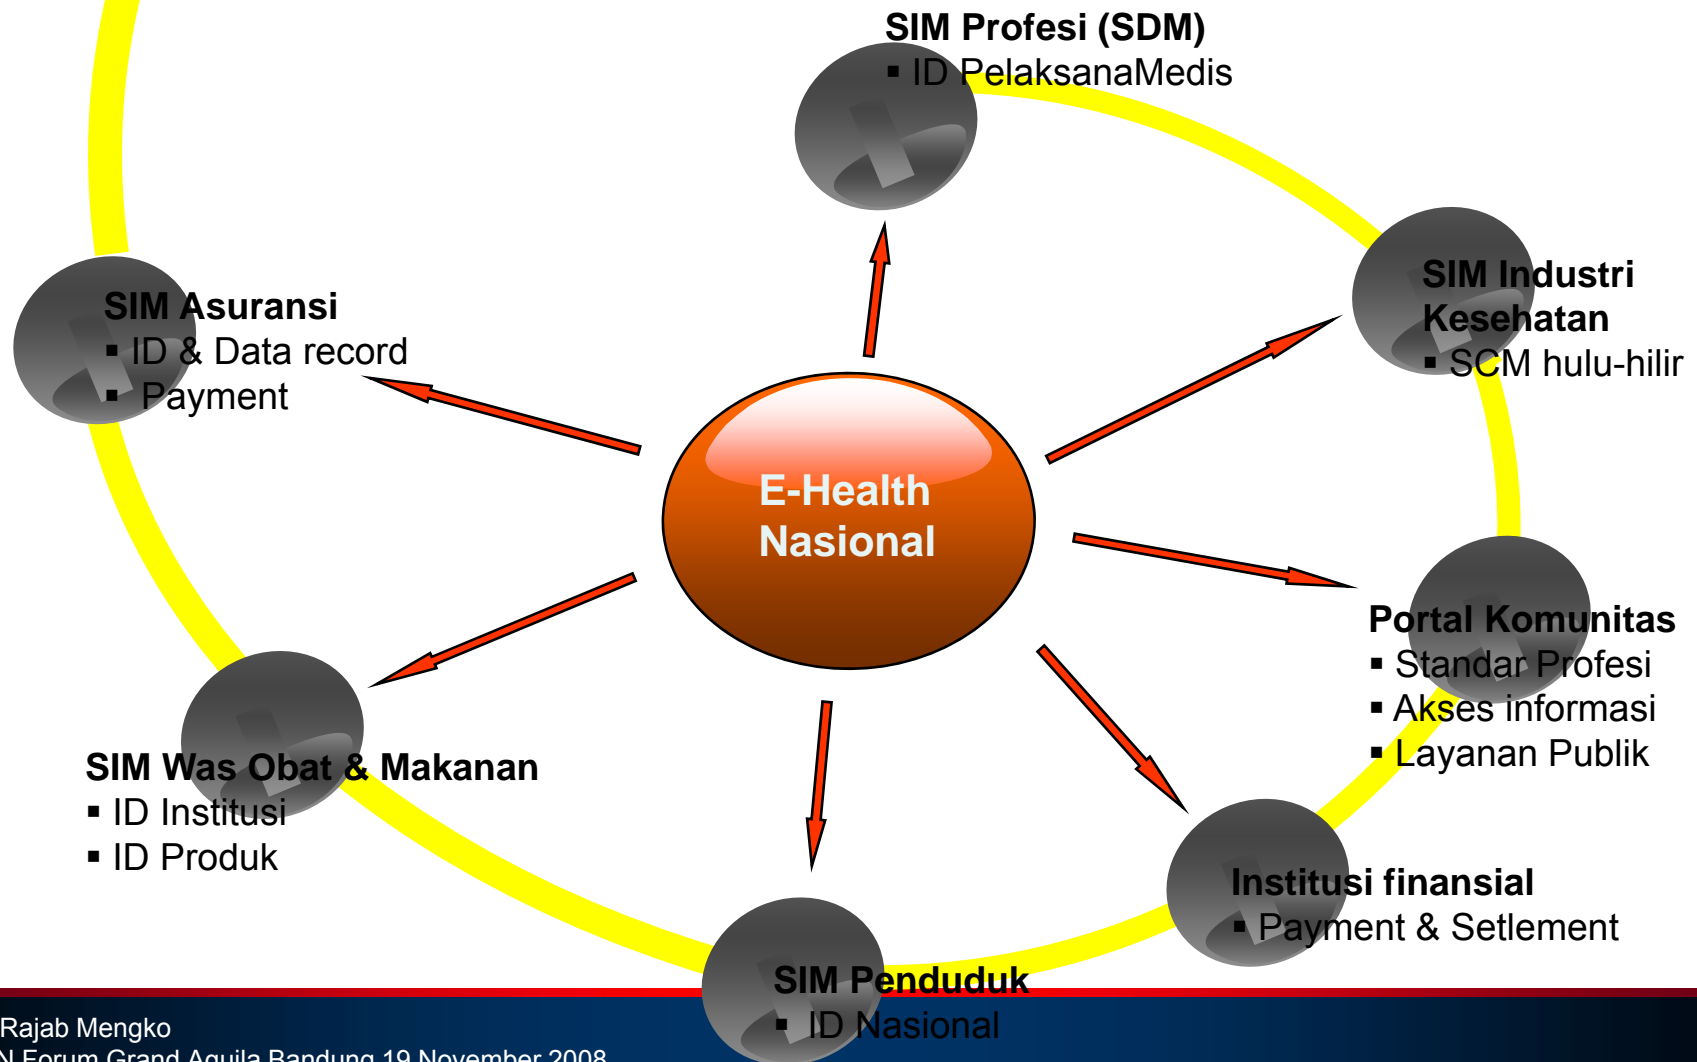 SIM Profesi (SDM)
▪ ID PelaksanaMedis
SIM Industri
Kesehatan
▪ SCM hulu-hilir
SIM Asuransi
▪ ID & Data record
▪ Payment
E-Health
Nasional
Portal Komunitas
▪ Standar Profesi
▪ Akses informasi
▪ Layanan Publik
SIM Was Obat & Makanan
▪ ID Institusi
▪ ID Produk
Institusi finansial
▪ Payment & Setlement
SIM Penduduk
▪ ID Nasional
Rajab Mengko
N Forum Grand Aquila Bandung 19 November 2008